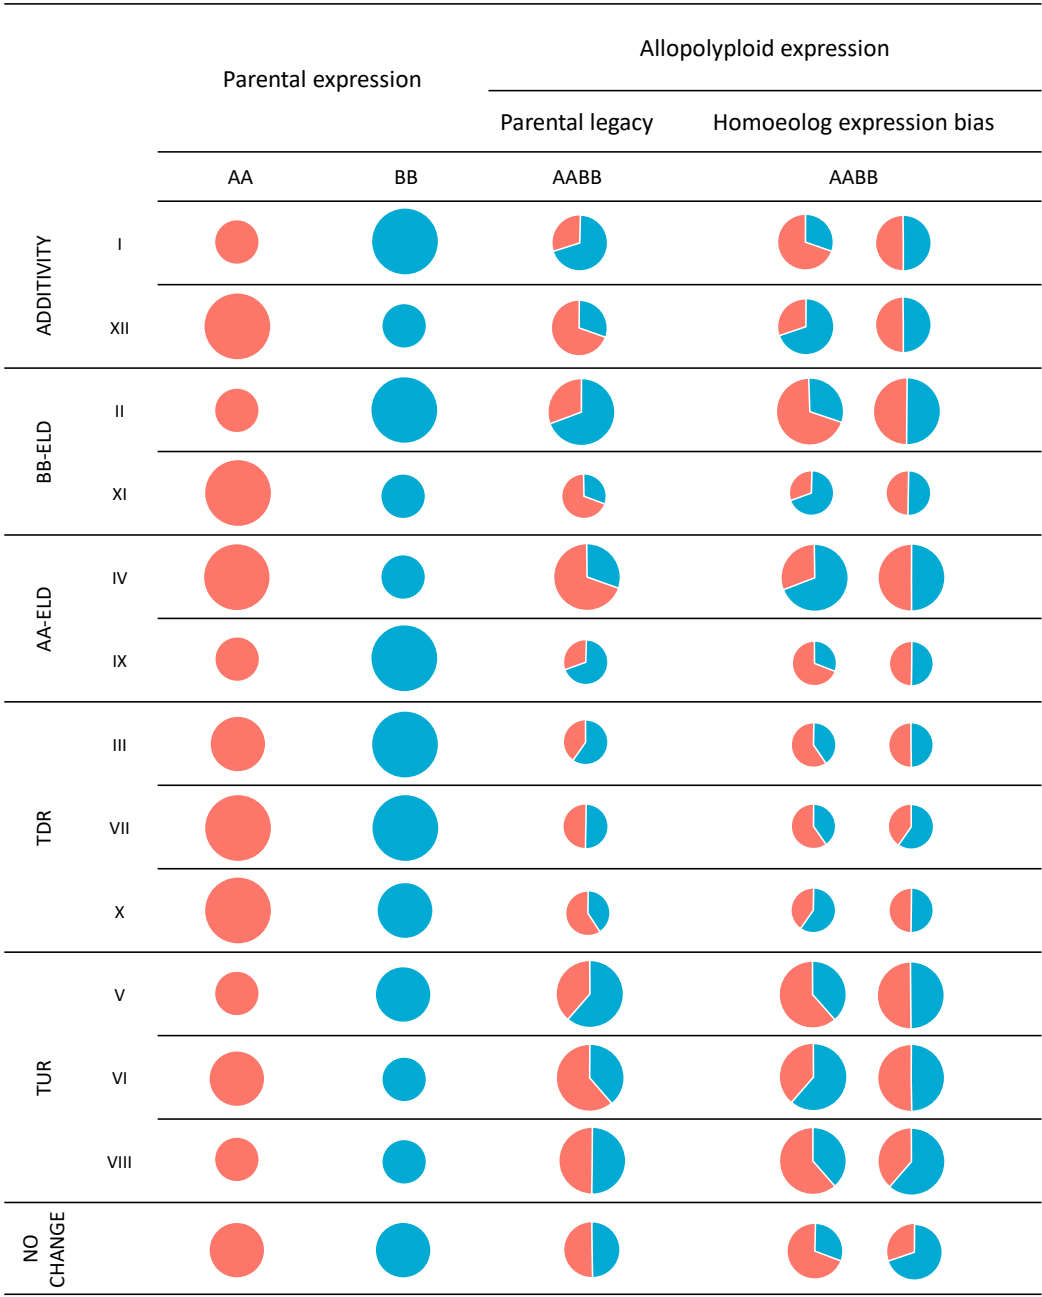 Allopolyploid expression
Parental expression
Parental legacy
Homoeolog expression bias
AA
BB
AABB
AABB
ADDITIVITY
I
XII
BB-ELD
II
XI
AA-ELD
IV
IX
TDR
III
VII
X
TUR
V
VI
VIII
NO
CHANGE